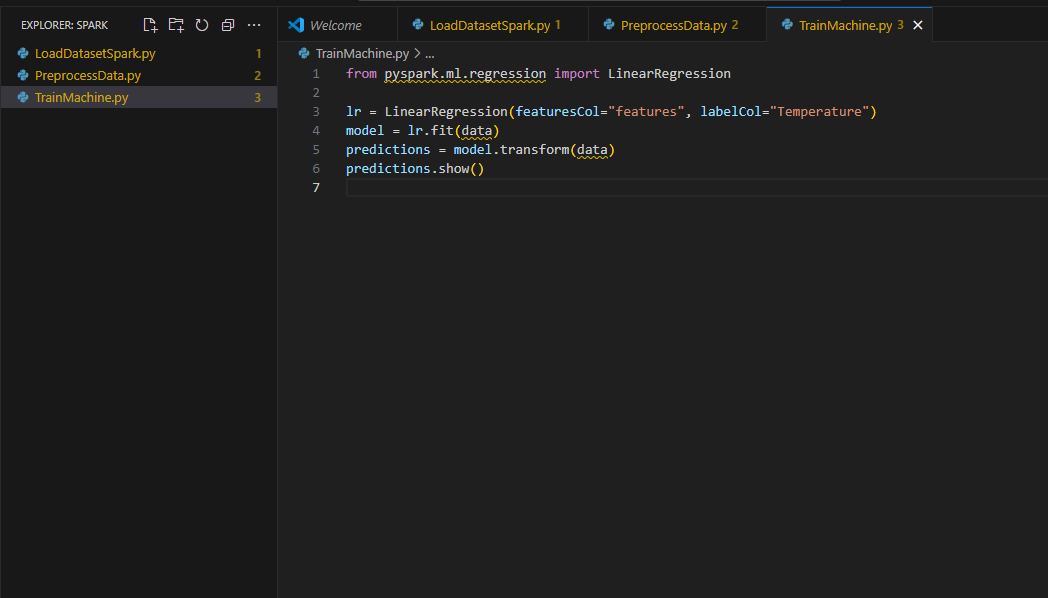 EXPLORER: SPARK
LoadDatasetSpark.py 1
PreprocessData.py 2
TrainMachine.py 3
Welcome
LoadDatasetSpark.py 1
PreprocessData.py 2
TrainMachine.py 3
TrainMachine.py > ...
1 from pyspark.ml.regression import LinearRegression
2
3 lr = LinearRegression(featuresCol="features", labelCol="Temperature")
4 model = lr.fit(data)
5 predictions = model.transform(data)
6 predictions.show()
7